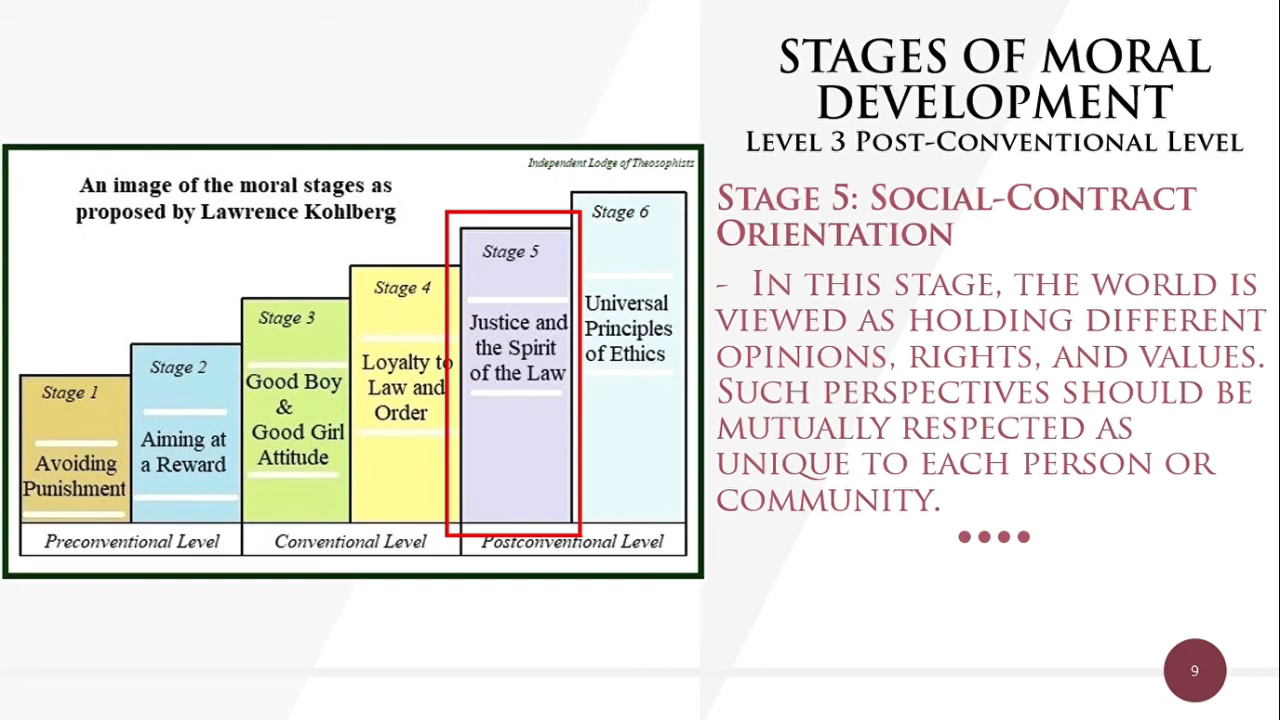 STAGES OF MORAL
DEVELOPMENT
LEVEL 3 POST-CONVENTIONAL LEVEL
Independent Lodge of Theosophists
An image of the moral stages as
proposed by Lawrence Kohlberg
Stage 1
Avoiding
Punishment
Stage 2
Aiming at
a Reward
Stage 3
Good Boy
&
Good Girl
Attitude
Stage 4
Loyalty to
Law and
Order
Stage 5
Justice and
the Spirit
of the Law
Stage 6
Universal
Principles
of Ethics
Preconventional Level
Conventional Level
Postconventional Level
STAGE 5: SOCIAL-CONTRACT
ORIENTATION
- IN THIS STAGE, THE WORLD IS
VIEWED AS HOLDING DIFFERENT
OPINIONS, RIGHTS, AND VALUES.
SUCH PERSPECTIVES SHOULD BE
MUTUALLY RESPECTED AS
UNIQUE TO EACH PERSON OR
COMMUNITY.
9